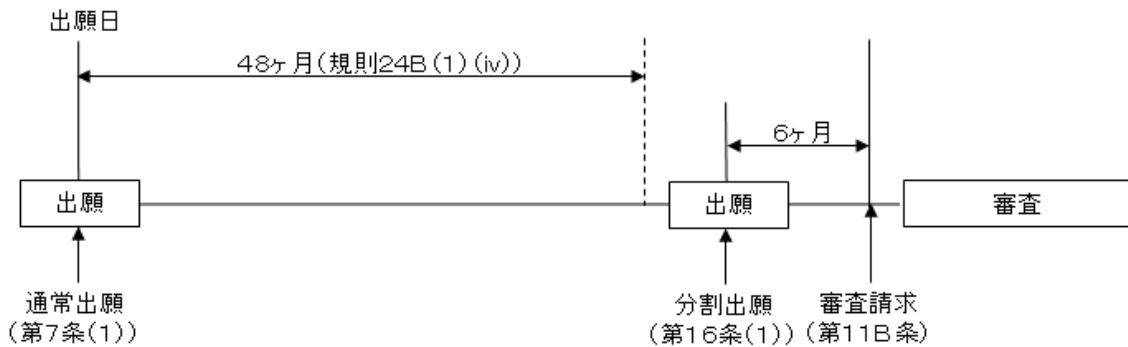 出願日
48ヶ月(規則24B(1)(iv))
6ヶ月
出願
出願
審査
通常出願
(第7条(1))
分割出願
(第16条(1))
審査請求
(第11B条)